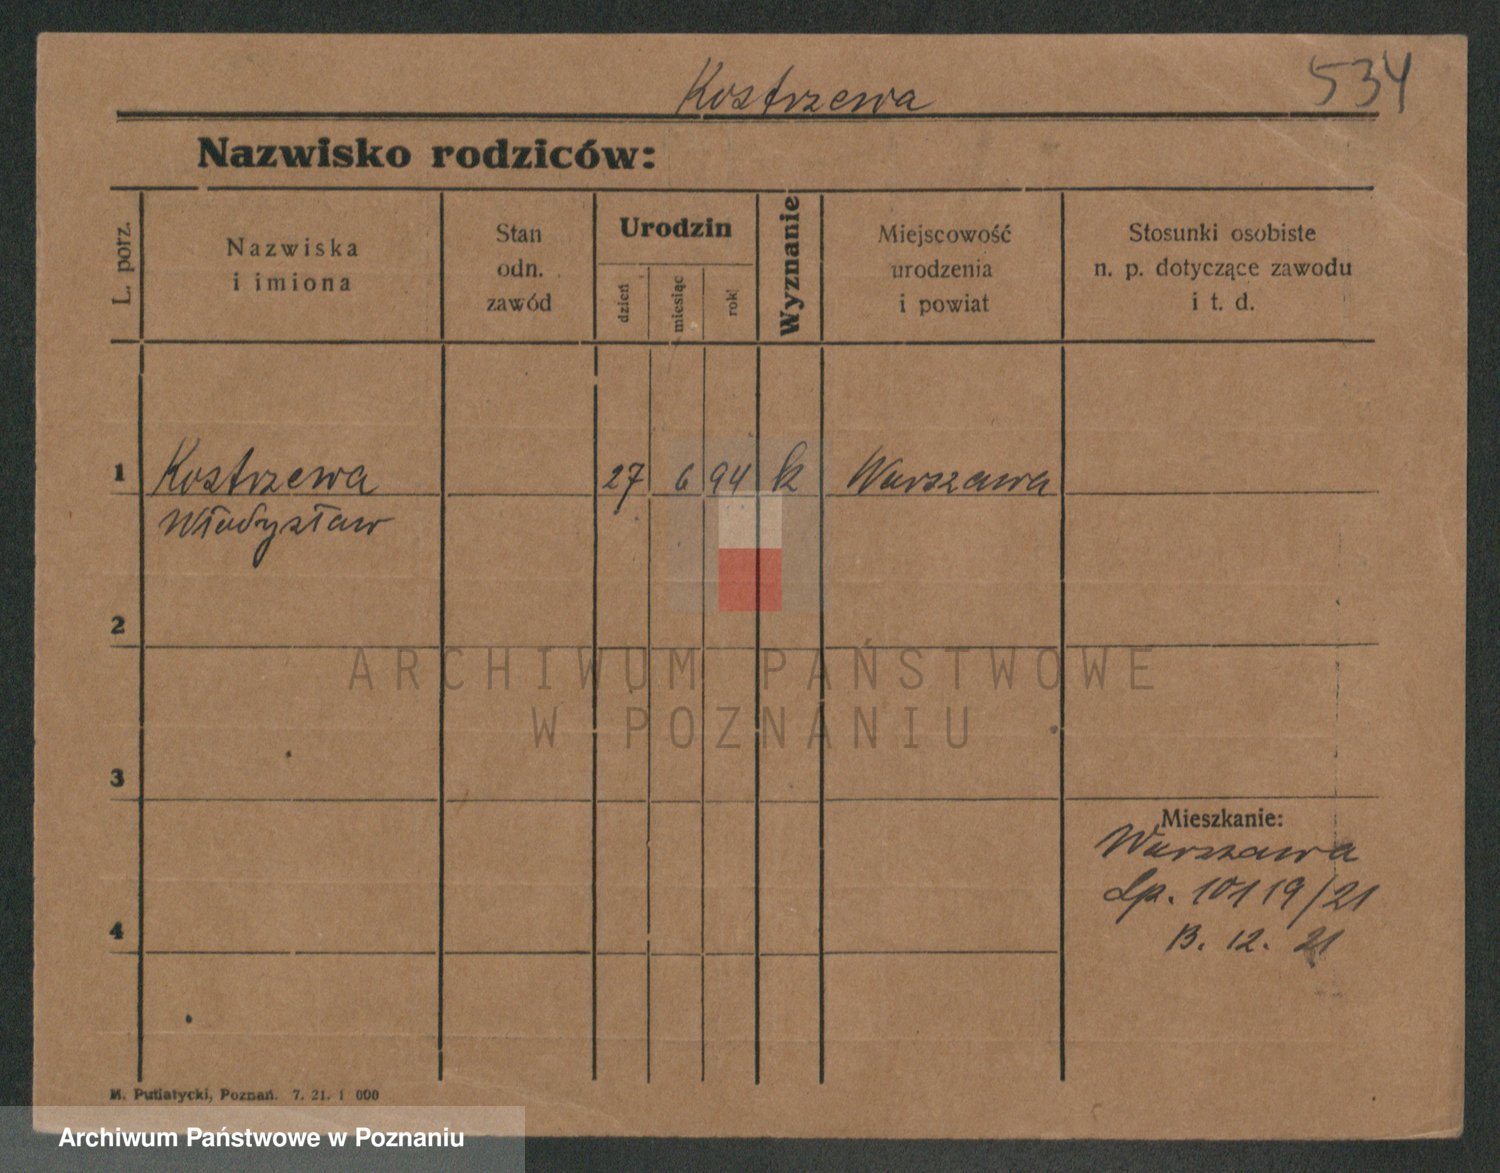 Kostrzewa
534
Nazwisko rodziców:
L. porz.
Nazwiska
i imiona
Stan
odn.
zawód
Urodzin
dzień
miesiąc
rok
Wyznanie
Miejscowość
urodzenia
i powiat
Stosunki osobiste
n. p. dotyczące zawodu
i t. d.
1 Kostrzewa 27 6 94 k Warszawa
Władysław
2
ARCHIWUM PAŃSTWOWE
W POZNANIU
3
Mieszkanie:
Warszawa
Lp. 10119/21
4
13. 12. 21
M. Putiatycki, Poznań. 7. 21. 1 000
Archiwum Państwowe w Poznaniu